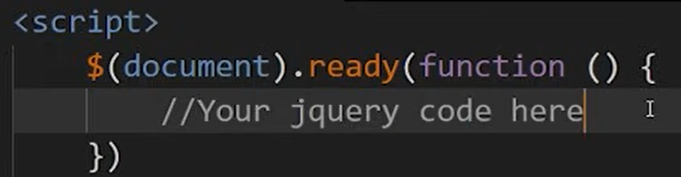 <script>
$(document).ready(function () {
//Your jquery code here
})